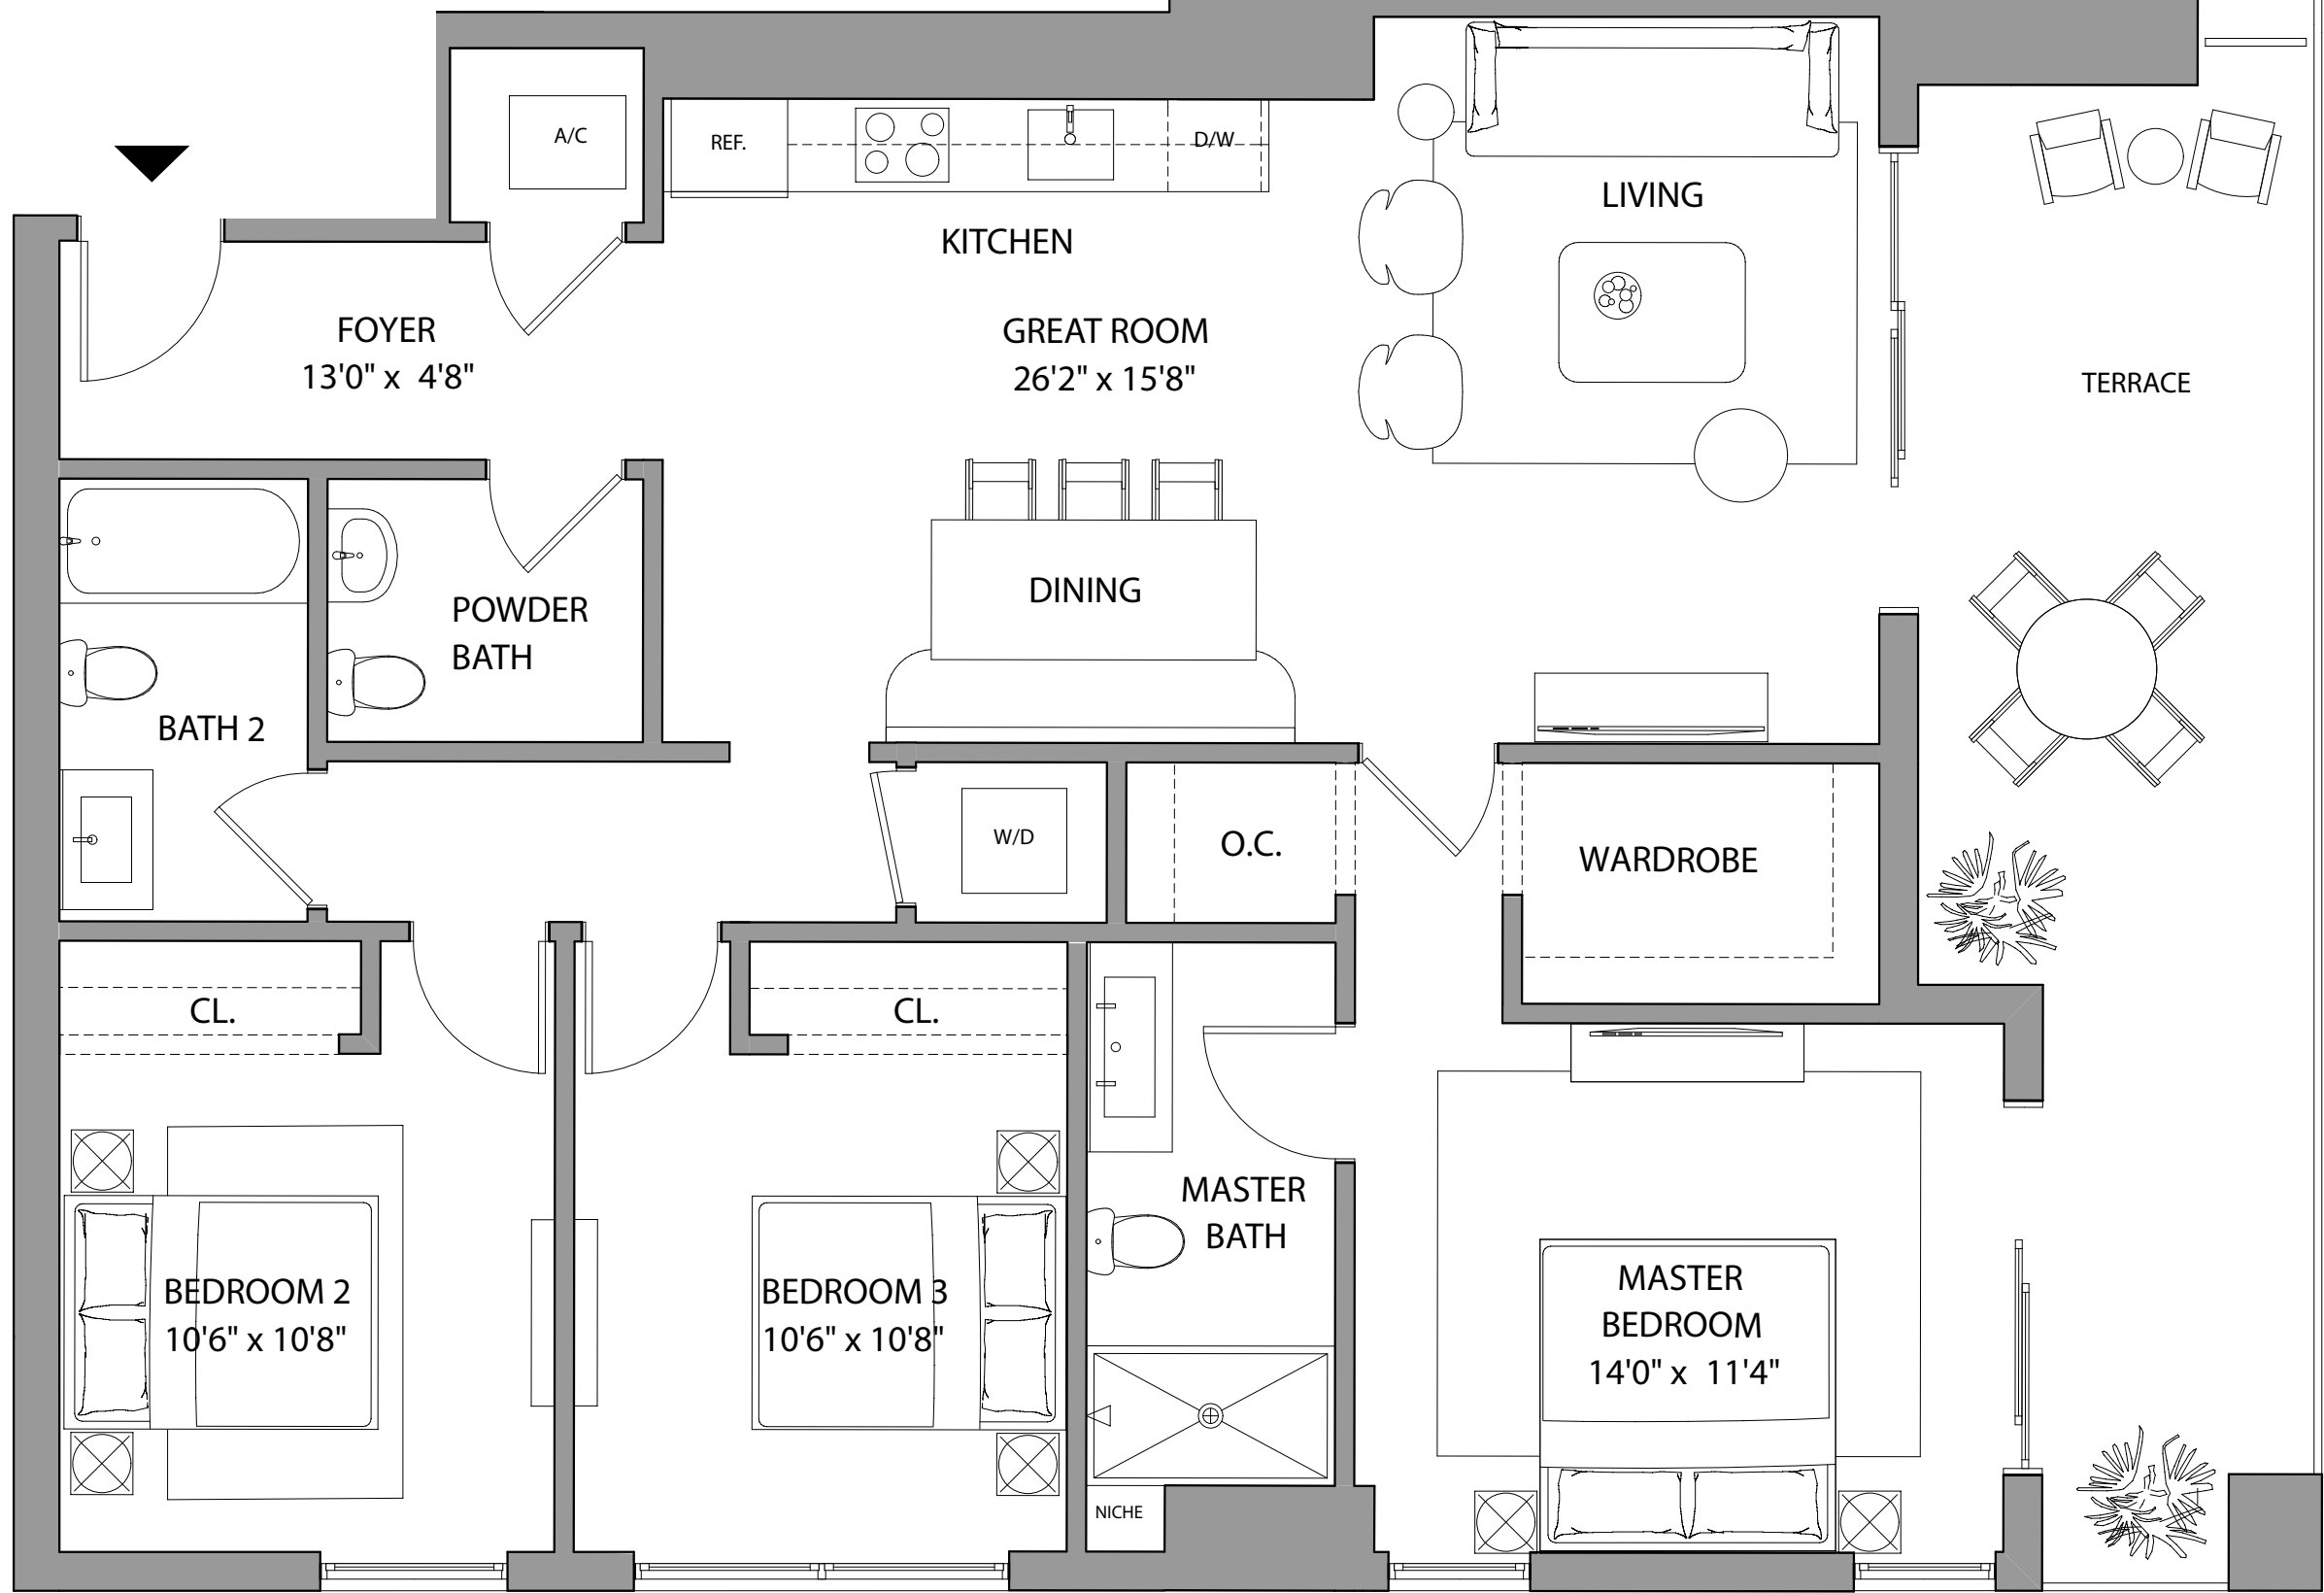 A/C
REF.
D/W
LIVING
KITCHEN
FOYER
13'0" x 4'8"
GREAT ROOM
26'2" x 15'8"
TERRACE
DINING
POWDER
BATH
BATH 2
W/D
O.C.
WARDROBE
CL.
CL.
MASTER
BATH
BEDROOM 2
10'6" x 10'8"
BEDROOM 3
10'6" x 10'8"
MASTER
BEDROOM
14'0" x 11'4"
NICHE